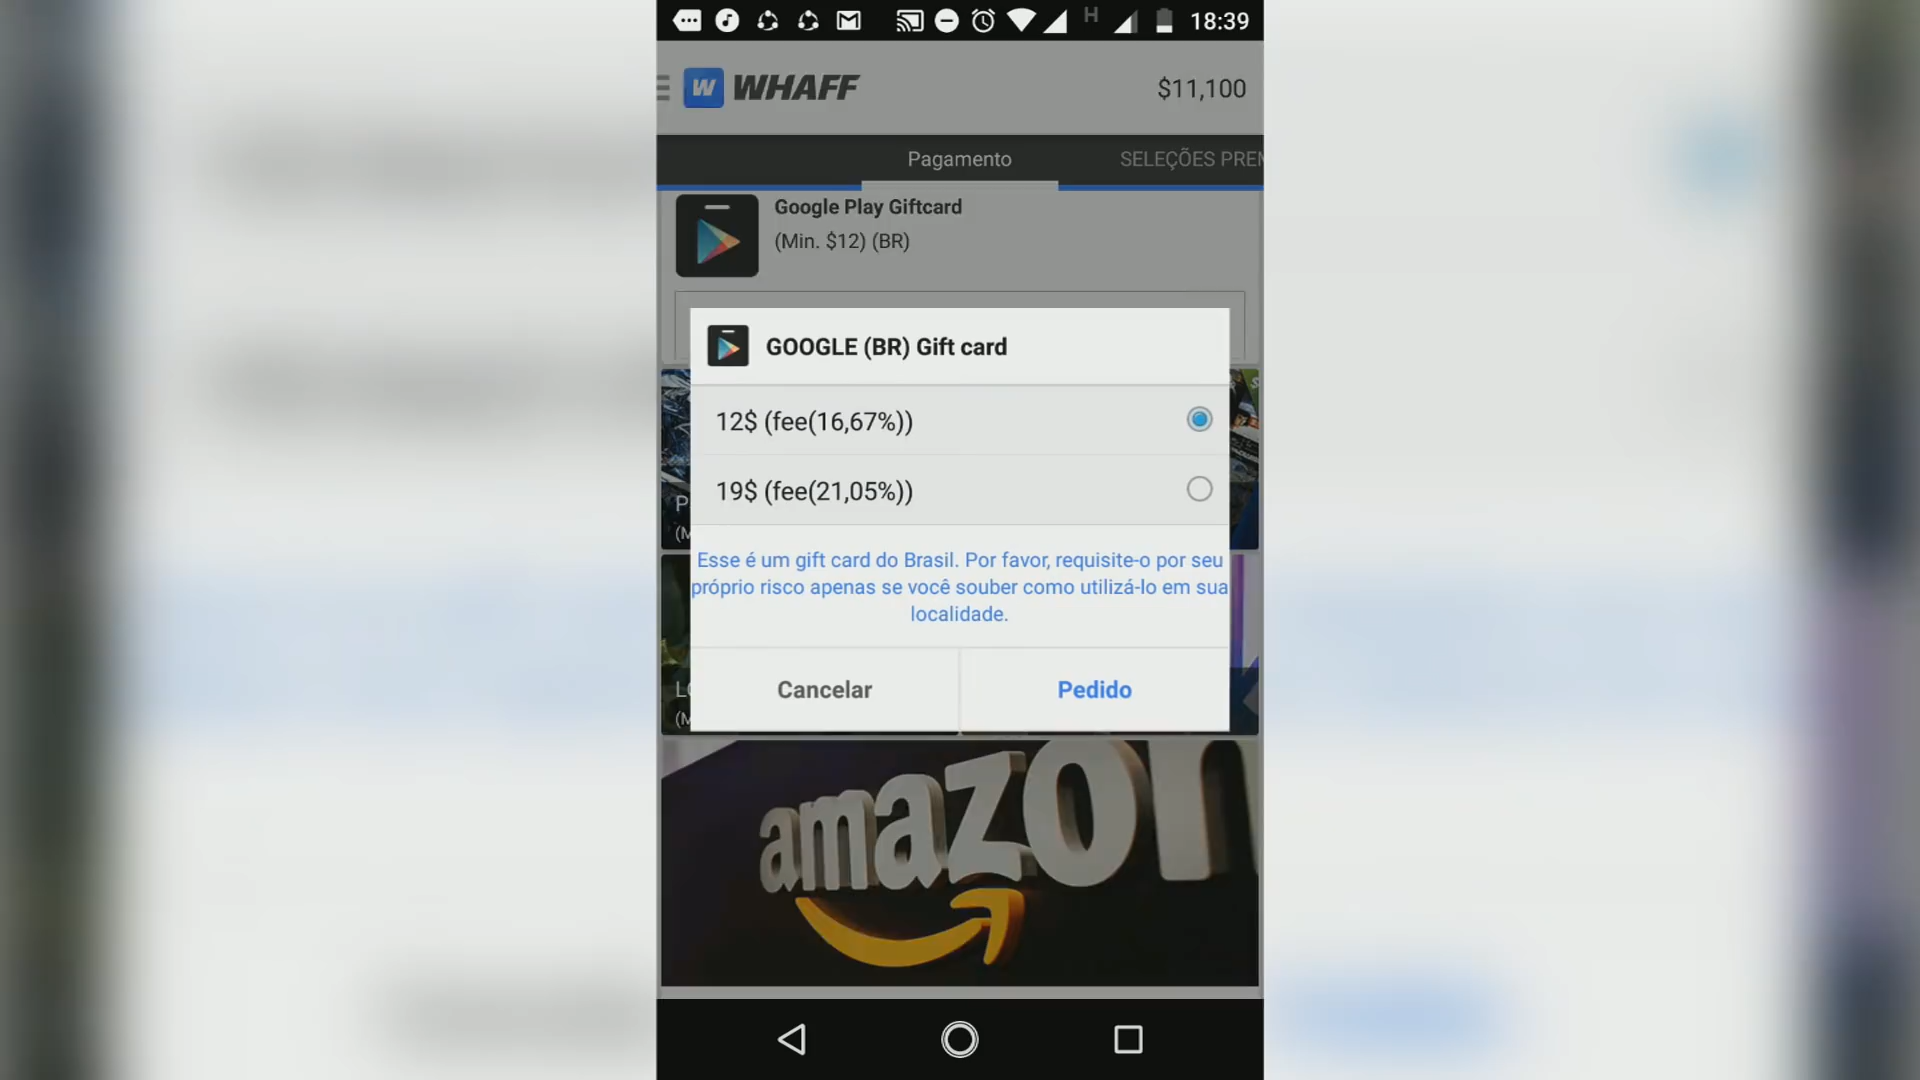 H
18:39
W WHAFF
$11,100
Pagamento
SELEÇÕES PREM
Google Play Giftcard
(Min. $12) (BR)
GOOGLE (BR) Gift card
12$ (fee(16,67%))
19$ (fee(21,05%))
Esse é um gift card do Brasil. Por favor, requisite-o por seu
próprio risco apenas se você souber como utilizá-lo em sua
localidade.
Cancelar
Pedido
amazon